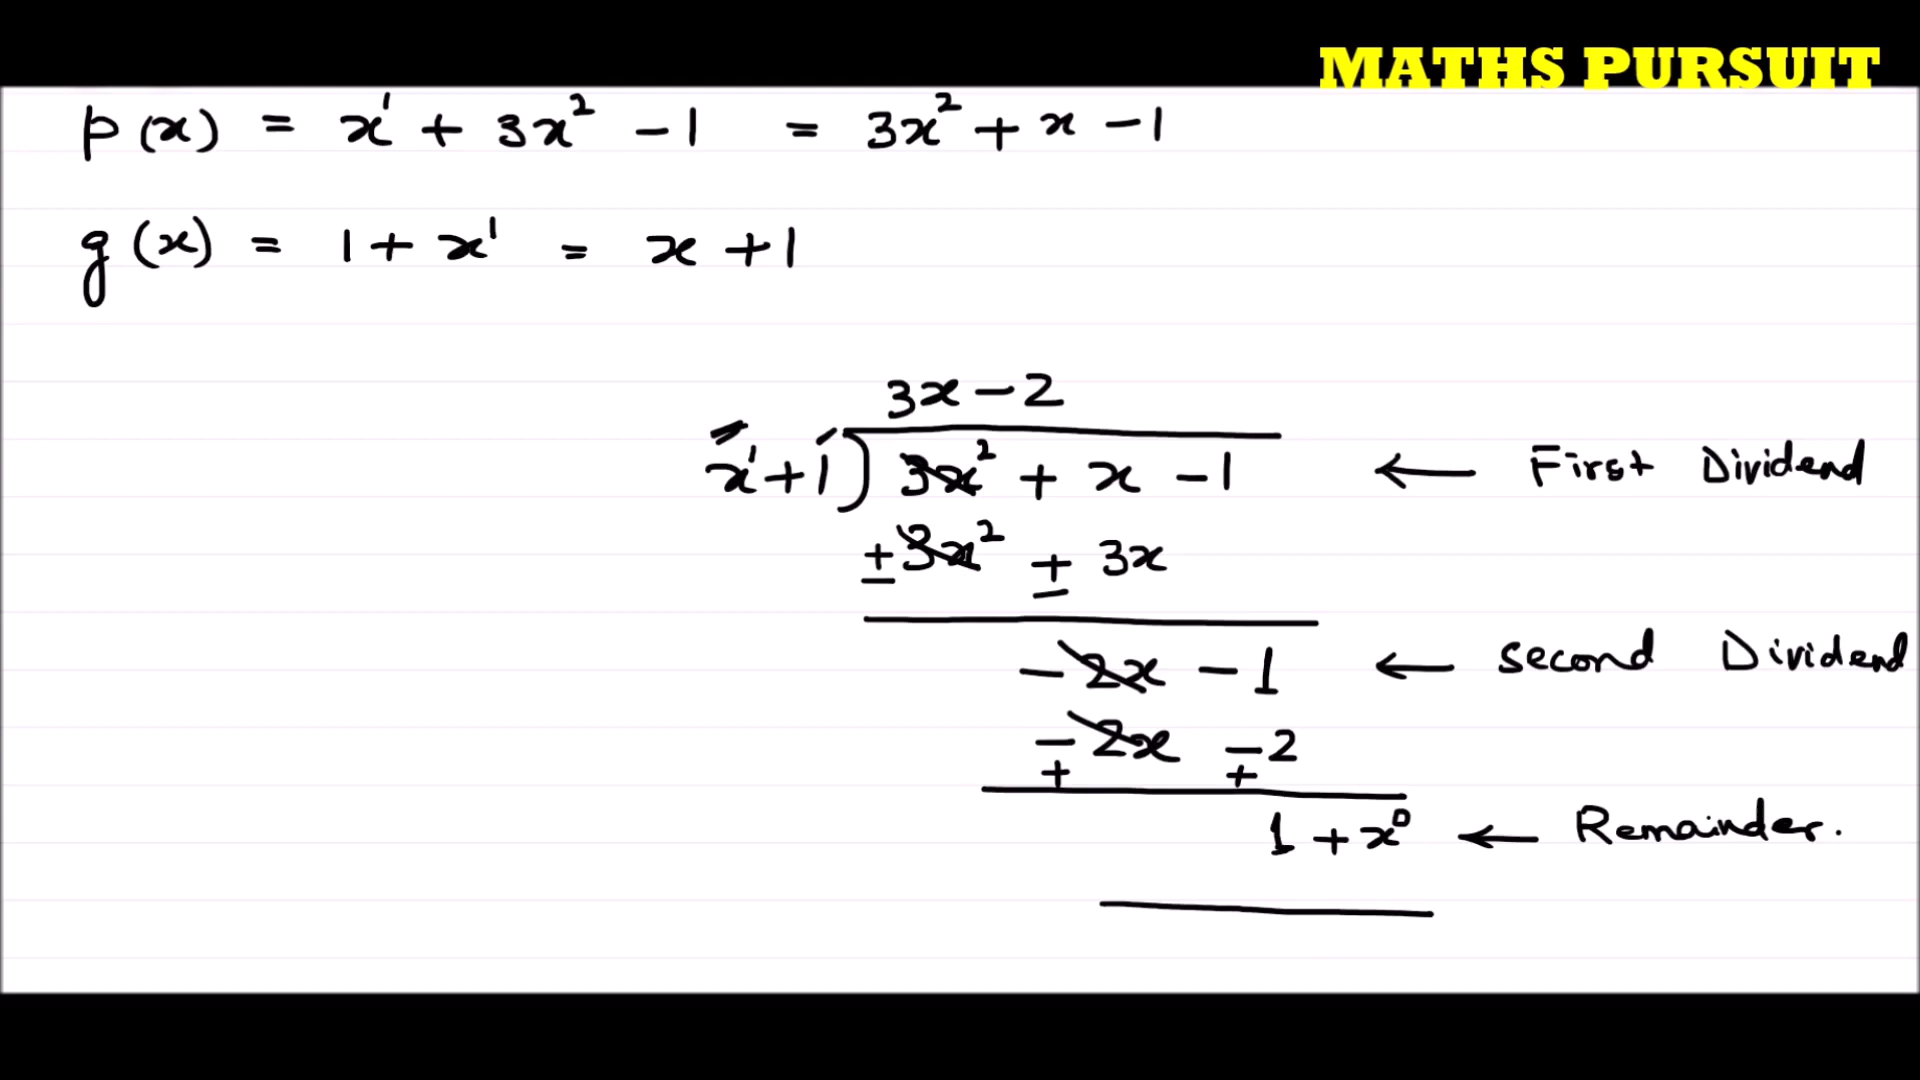 MATHS PURSUIT
p(x) = x¹ + 3x² - 1 = 3x² + x - 1
g(x) = 1 + x¹ = x + 1
3x - 2
x¹ + 1 ) 3x² + x - 1 ← First Dividend
± 3x² ± 3x
- 2x - 1 ← second Dividend
∓ 2x ∓ 2
1 + x⁰ ← Remainder.